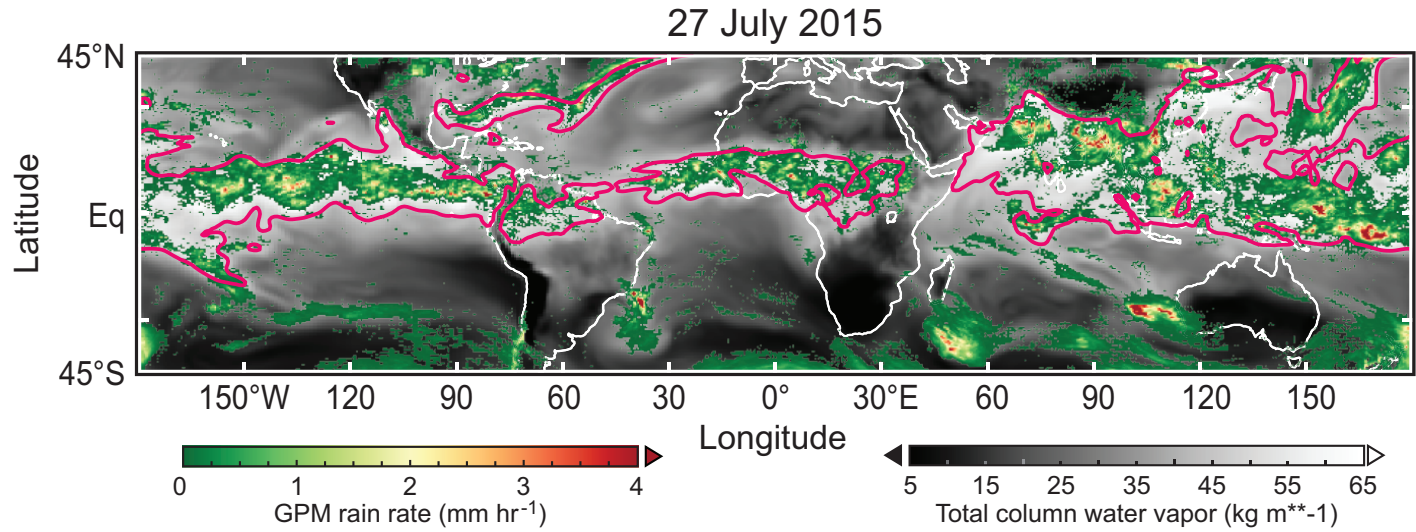 27 July 2015
45°N
Eq
45°S
Latitude
150°W 120 90 60 30 0° 30°E 60 90 120 150
Longitude
0 1 2 3 4
GPM rain rate (mm hr-1)
5 15 25 35 45 55 65
Total column water vapor (kg m**-1)